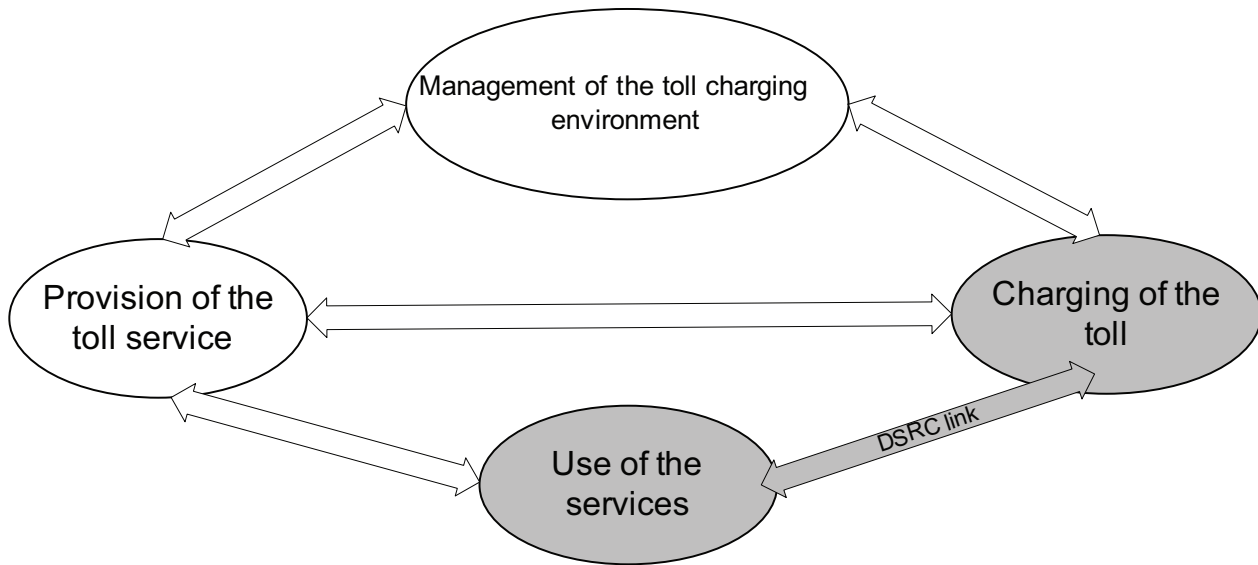 Management of the toll charging
environment
Provision of the
toll service
Charging of the
toll
DSRC link
Use of the
services